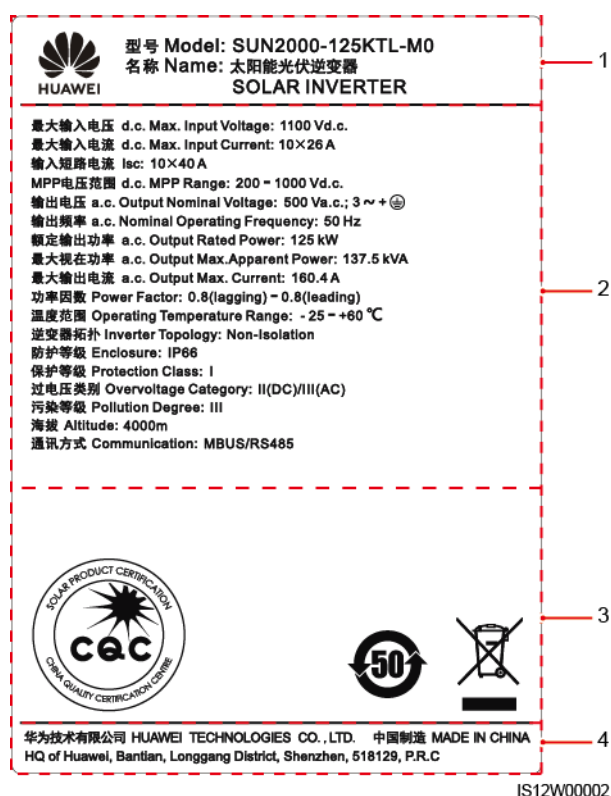 型号 Model: SUN2000-125KTL-M0
名称 Name: 太阳能光伏逆变器
SOLAR INVERTER
HUAWEI
1
最大输入电压 d.c. Max. Input Voltage: 1100 Vd.c.
最大输入电流 d.c. Max. Input Current: 10×26 A
输入短路电流 Isc: 10×40 A
MPP电压范围 d.c. MPP Range: 200 - 1000 Vd.c.
输出电压 a.c. Output Nominal Voltage: 500 Va.c.; 3 ~ + ⏚
输出频率 a.c. Nominal Operating Frequency: 50 Hz
额定输出功率 a.c. Output Rated Power: 125 kW
最大视在功率 a.c. Output Max.Apparent Power: 137.5 kVA
最大输出电流 a.c. Output Max. Current: 160.4 A
功率因数 Power Factor: 0.8(lagging) - 0.8(leading)
温度范围 Operating Temperature Range: - 25 - +60 ℃
逆变器拓扑 Inverter Topology: Non-Isolation
防护等级 Enclosure: IP66
保护等级 Protection Class: I
过电压类别 Overvoltage Category: II(DC)/III(AC)
污染等级 Pollution Degree: III
海拔 Altitude: 4000m
通讯方式 Communication: MBUS/RS485
2
SOLAR PRODUCT CERTIFICATION
CQC
CHINA QUALITY CERTIFICATION CENTRE
50
3
华为技术有限公司 HUAWEI TECHNOLOGIES CO., LTD. 中国制造 MADE IN CHINA
HQ of Huawei, Bantian, Longgang District, Shenzhen, 518129, P.R.C
4
IS12W00002